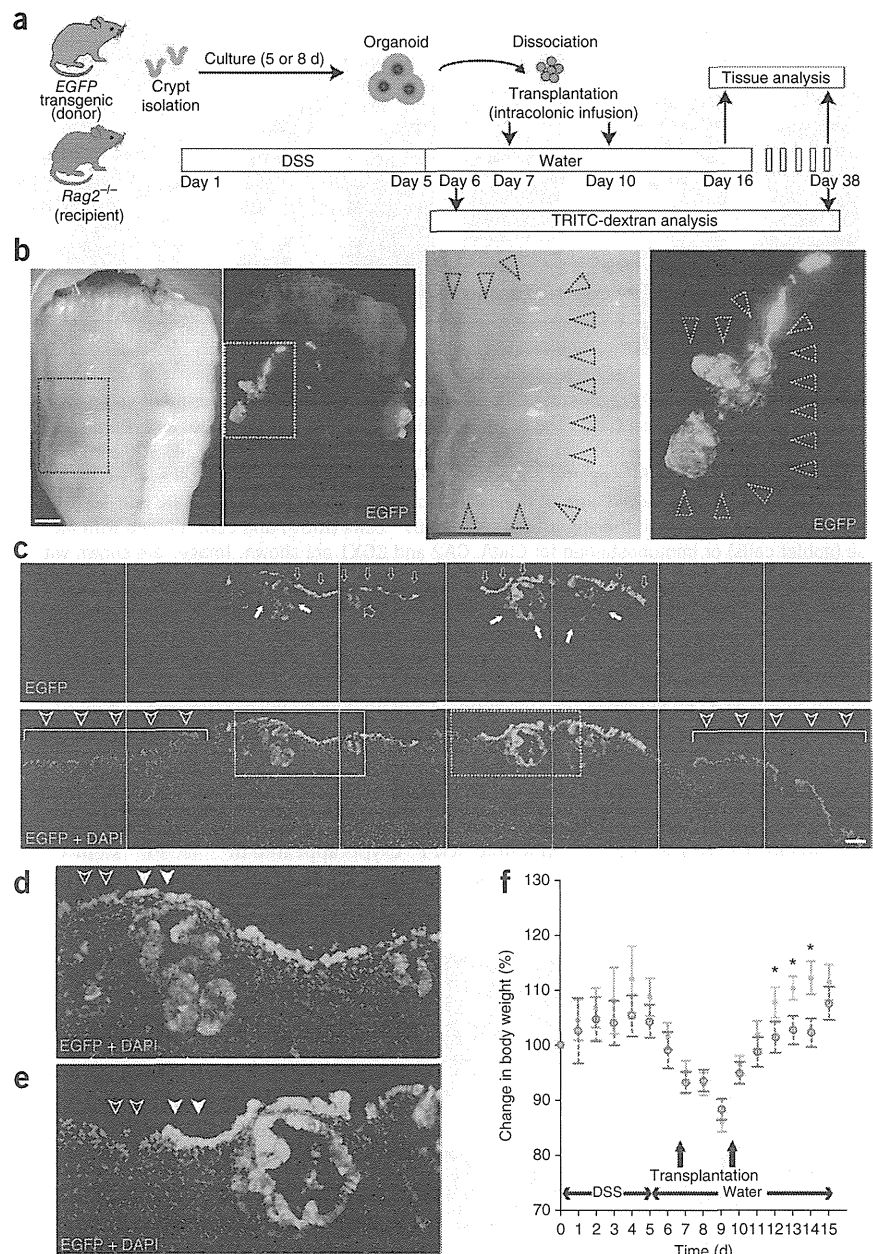 a
EGFP
transgenic
(donor)
Crypt
isolation
Culture (5 or 8 d)
Organoid
Dissociation
Transplantation
(intracolonic infusion)
Tissue analysis
Rag2–/–
(recipient)
DSS
Water
Day 1
Day 5
Day 6
Day 7
Day 10
Day 16
Day 38
TRITC-dextran analysis
b
EGFP
EGFP
c
EGFP
EGFP + DAPI
d
EGFP + DAPI
e
EGFP + DAPI
f
Change in body weight (%)
130
120
110
100
90
80
70
* * *
Transplantation
DSS
Water
0 1 2 3 4 5 6 7 8 9 10 11 12 13 14 15
Time (d)